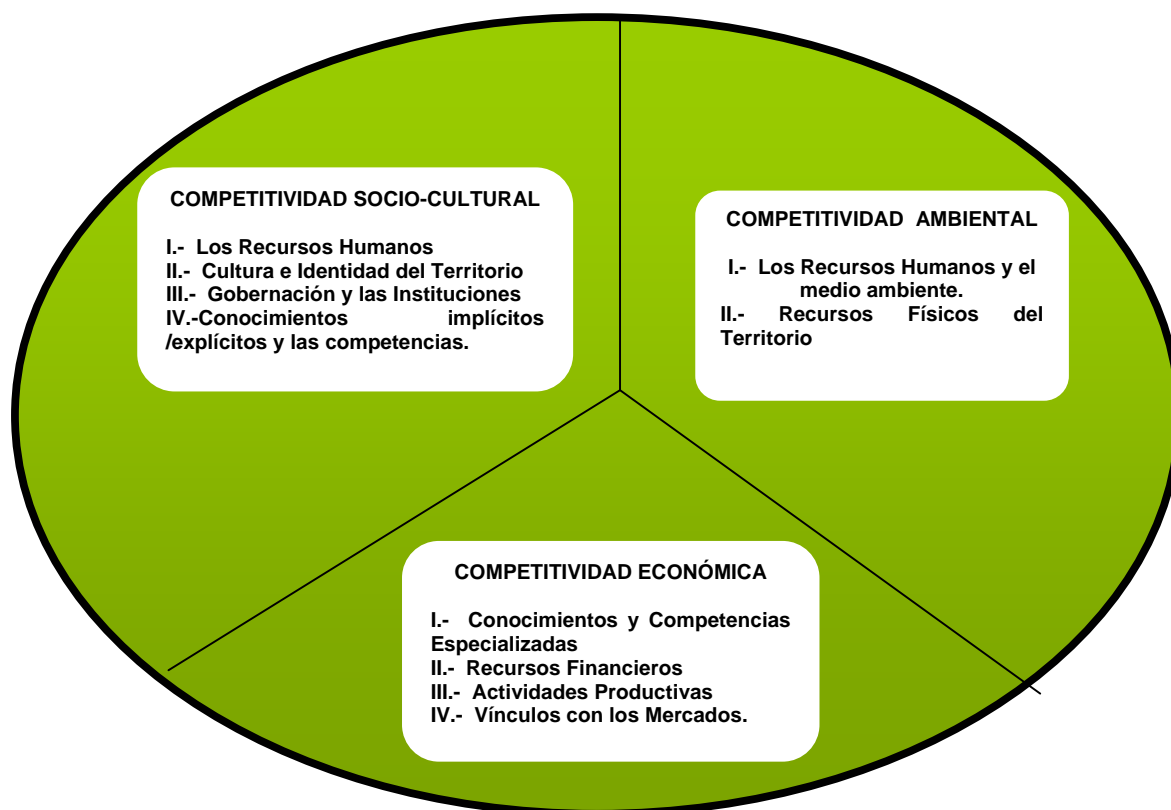 COMPETITIVIDAD SOCIO-CULTURAL
I.- Los Recursos Humanos
II.- Cultura e Identidad del Territorio
III.- Gobernación y las Instituciones
IV.-Conocimientos implícitos
/explícitos y las competencias.
COMPETITIVIDAD AMBIENTAL
I.- Los Recursos Humanos y el
medio ambiente.
II.- Recursos Físicos del
Territorio
COMPETITIVIDAD ECONÓMICA
I.- Conocimientos y Competencias
Especializadas
II.- Recursos Financieros
III.- Actividades Productivas
IV.- Vínculos con los Mercados.